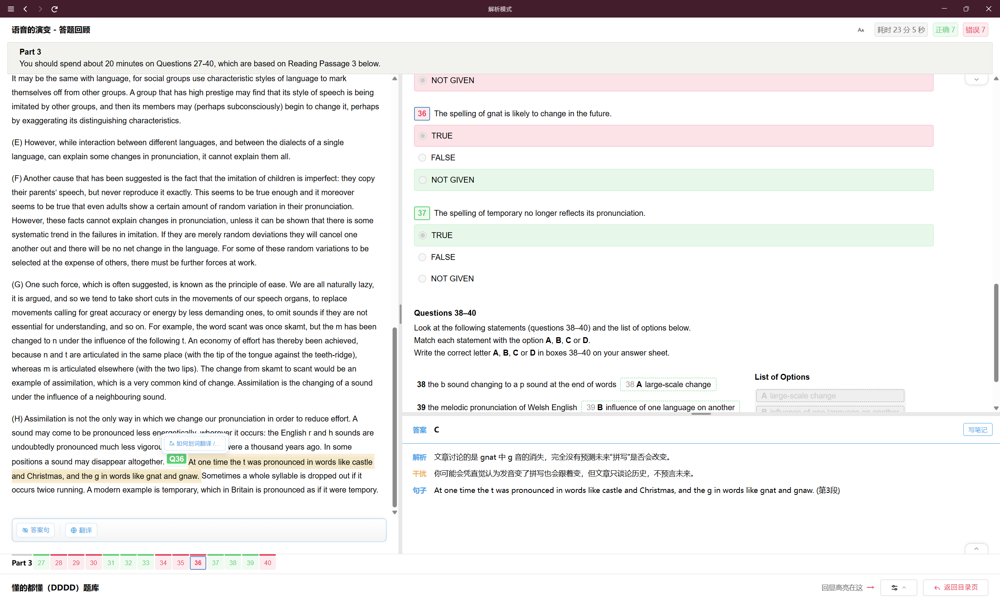 解析模式
语音的演变 - 答题回顾
AA
耗时 23 分 5 秒
正确 7
错误 7
Part 3
You should spend about 20 minutes on Questions 27-40, which are based on Reading Passage 3 below.
It may be the same with language, for social groups use characteristic styles of language to mark
themselves off from other groups. A group that has high prestige may find that its style of speech is being
imitated by other groups, and then its members may (perhaps subconsciously) begin to change it, perhaps
by exaggerating its distinguishing characteristics.
(E) However, while interaction between different languages, and between the dialects of a single
language, can explain some changes in pronunciation, it cannot explain them all.
(F) Another cause that has been suggested is the fact that the imitation of children is imperfect: they copy
their parents’ speech, but never reproduce it exactly. This seems to be true enough and it moreover
seems to be true that even adults show a certain amount of random variation in their pronunciation.
However, these facts cannot explain changes in pronunciation, unless it can be shown that there is some
systematic trend in the failures in imitation. If they are merely random deviations they will cancel one
another out and there will be no net change in the language. For some of these random variations to be
selected at the expense of others, there must be further forces at work.
(G) One such force, which is often suggested, is known as the principle of ease. We are all naturally lazy,
it is argued, and so we tend to take short cuts in the movements of our speech organs, to replace
movements calling for great accuracy or energy by less demanding ones, to omit sounds if they are not
essential for understanding, and so on. For example, the word scant was once skamt, but the m has been
changed to n under the influence of the following t. An economy of effort has thereby been achieved,
because n and t are articulated in the same place (with the tip of the tongue against the teeth-ridge),
whereas m is articulated elsewhere (with the two lips). The change from skamt to scant would be an
example of assimilation, which is a very common kind of change. Assimilation is the changing of a sound
under the influence of a neighbouring sound.
(H) Assimilation is not the only way in which we change our pronunciation in order to reduce effort. A
sound may come to be pronounced less energetically, wherever it occurs: the English r and h sounds are
undoubtedly pronounced much less vigorou
如何划词翻译 /...
were a thousand years ago. In some
positions a sound may disappear altogether. Q36 At one time the t was pronounced in words like castle
and Christmas, and the g in words like gnat and gnaw. Sometimes a whole syllable is dropped out if it
occurs twice running. A modern example is temporary, which in Britain is pronounced as if it were tempory.
答案句
翻译
NOT GIVEN
36 The spelling of gnat is likely to change in the future.
TRUE
FALSE
NOT GIVEN
37 The spelling of temporary no longer reflects its pronunciation.
TRUE
FALSE
NOT GIVEN
Questions 38–40
Look at the following statements (questions 38–40) and the list of options below.
Match each statement with the option A, B, C or D.
Write the correct letter A, B, C or D in boxes 38–40 on your answer sheet.
38 the b sound changing to a p sound at the end of words 38 A large-scale change
39 the melodic pronunciation of Welsh English 39 B influence of one language on another
List of Options
A large-scale change
B influence of one language on another
答案 C
写笔记
解析 文章讨论的是 gnat 中 g 音的消失，完全没有预测未来“拼写”是否会改变。
干扰 你可能会凭直觉认为发音变了拼写也会跟着变，但文章只谈论历史，不预言未来。
句子 At one time the t was pronounced in words like castle and Christmas, and the g in words like gnat and gnaw. (第3段)
Part 3 27 28 29 30 31 32 33 34 35 36 37 38 39 40
懂的都懂（DDDD）题库
回显高亮在这 →
返回目录页